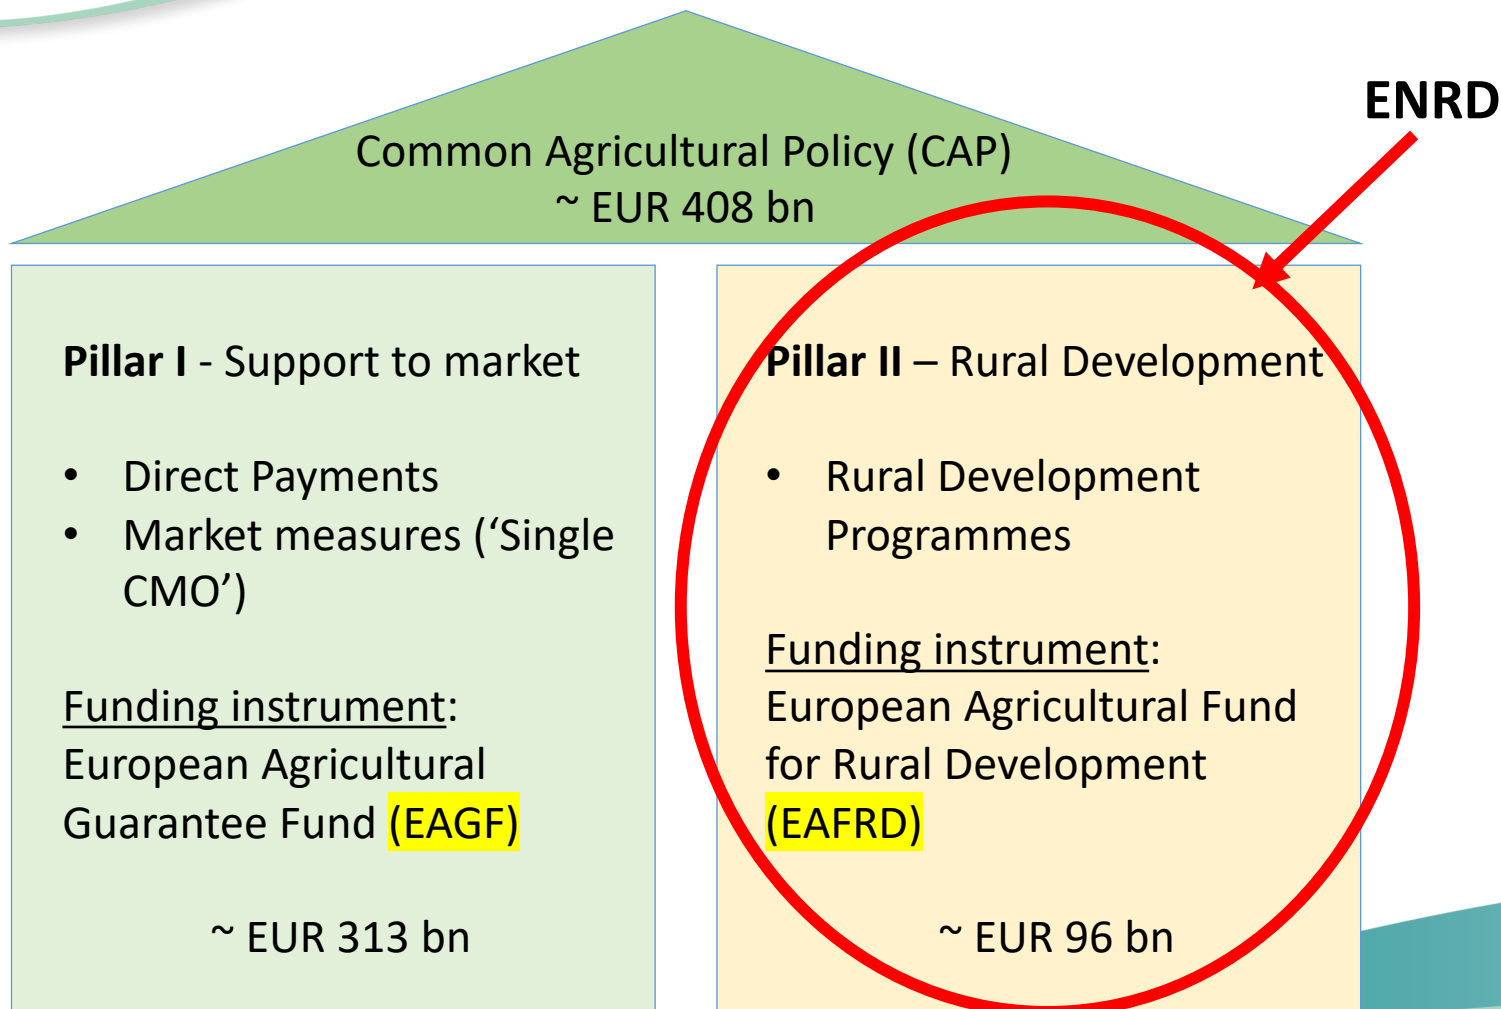 ENRD
Common Agricultural Policy (CAP)
~ EUR 408 bn
Pillar I - Support to market
• Direct Payments
• Market measures (‘Single
CMO’)
Funding instrument:
European Agricultural
Guarantee Fund (EAGF)
~ EUR 313 bn
Pillar II – Rural Development
• Rural Development
Programmes
Funding instrument:
European Agricultural Fund
for Rural Development
(EAFRD)
~ EUR 96 bn